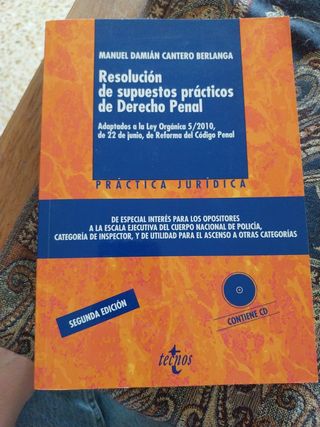 MANUEL DAMIÁN CANTERO BERLANGA
Resolución
de supuestos prácticos
de Derecho Penal
Adaptados a la Ley Orgánica 5/2010,
de 22 de junio, de Reforma del Código Penal
PRÁCTICA JURÍDICA
DE ESPECIAL INTERÉS PARA LOS OPOSITORES
A LA ESCALA EJECUTIVA DEL CUERPO NACIONAL DE POLICÍA,
CATEGORÍA DE INSPECTOR, Y DE UTILIDAD PARA EL ASCENSO A OTRAS CATEGORÍAS
SEGUNDA EDICIÓN
CONTIENE CD
tecnos